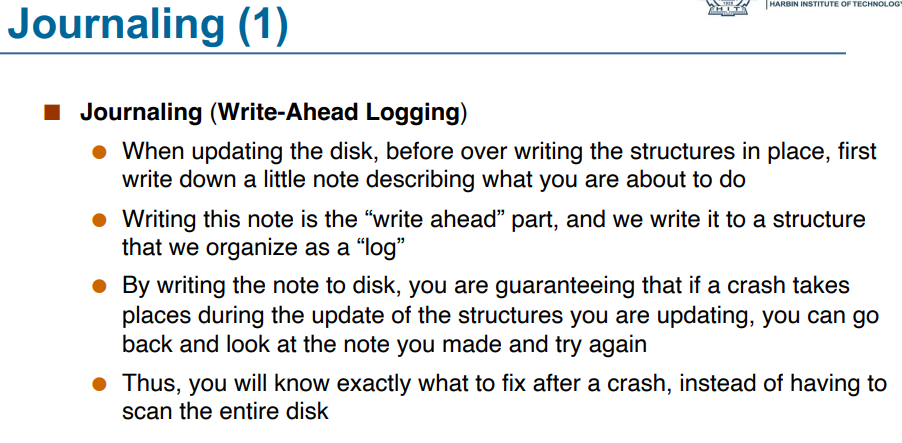 HARBIN INSTITUTE OF TECHNOLOGY
Journaling (1)
Journaling (Write-Ahead Logging)
When updating the disk, before over writing the structures in place, first
write down a little note describing what you are about to do
Writing this note is the “write ahead” part, and we write it to a structure
that we organize as a “log”
By writing the note to disk, you are guaranteeing that if a crash takes
places during the update of the structures you are updating, you can go
back and look at the note you made and try again
Thus, you will know exactly what to fix after a crash, instead of having to
scan the entire disk